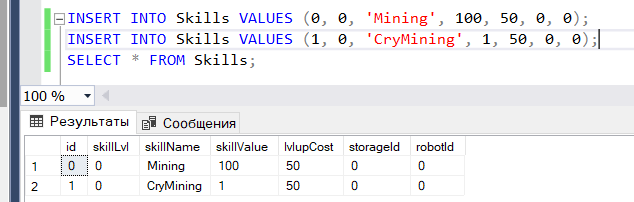 INSERT INTO Skills VALUES (0, 0, 'Mining', 100, 50, 0, 0);
INSERT INTO Skills VALUES (1, 0, 'CryMining', 1, 50, 0, 0);
SELECT * FROM Skills;
100 %
Результаты Сообщения
id skillLvl skillName skillValue lvlupCost storageId robotId
1 0 0 Mining 100 50 0 0
2 1 0 CryMining 1 50 0 0